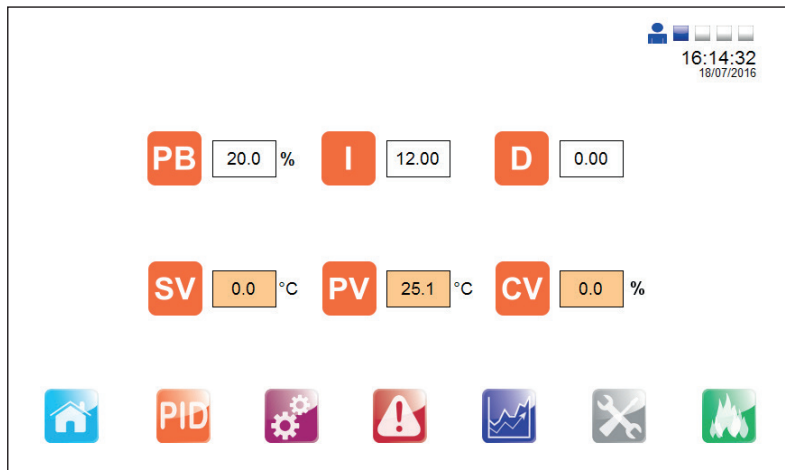 16:14:32
18/07/2016
PB 20.0 % I 12.00 D 0.00
SV 0.0 °C PV 25.1 °C CV 0.0 %
PID